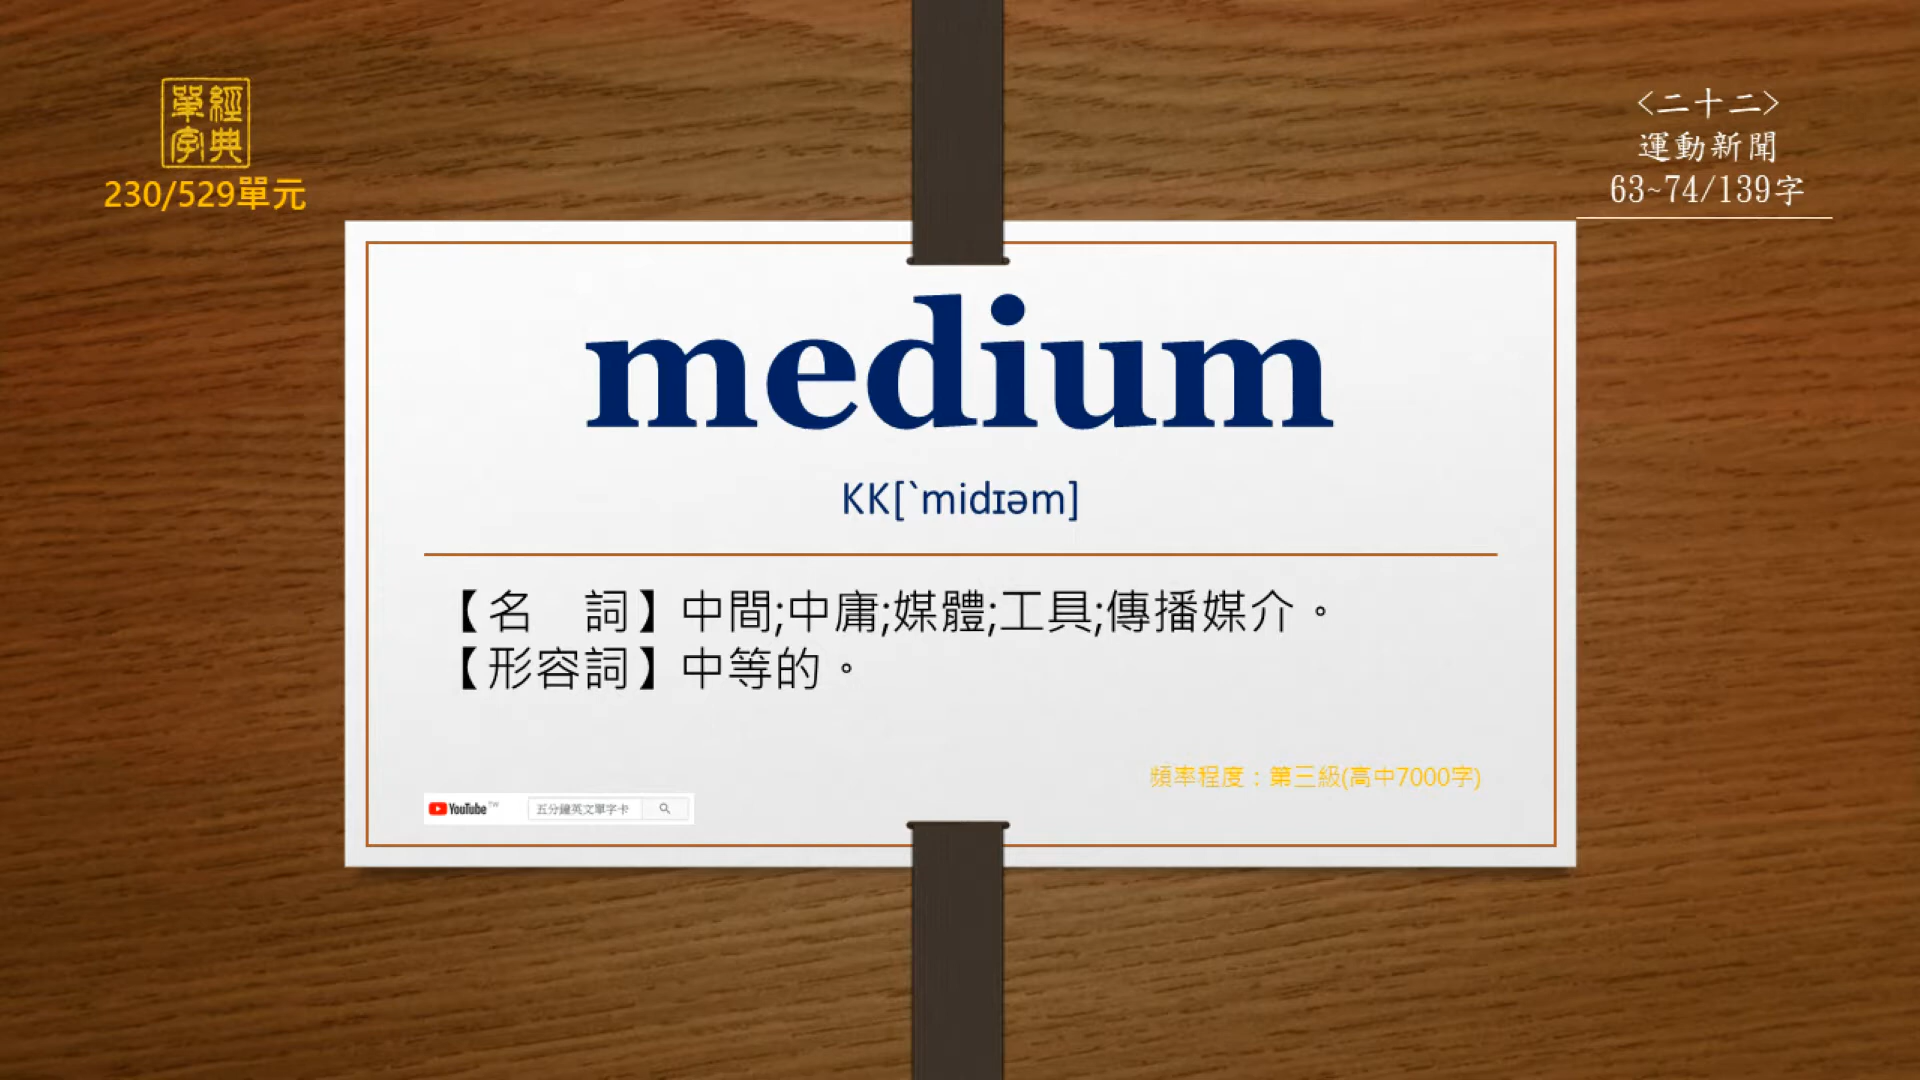 經典
單字
230/529單元
<二十二>
運動新聞
63~74/139字
medium
KK[ˋmidɪəm]
【名　詞】中間;中庸;媒體;工具;傳播媒介。
【形容詞】中等的。
頻率程度：第三級(高中7000字)
YouTube TW
五分鐘英文單字卡